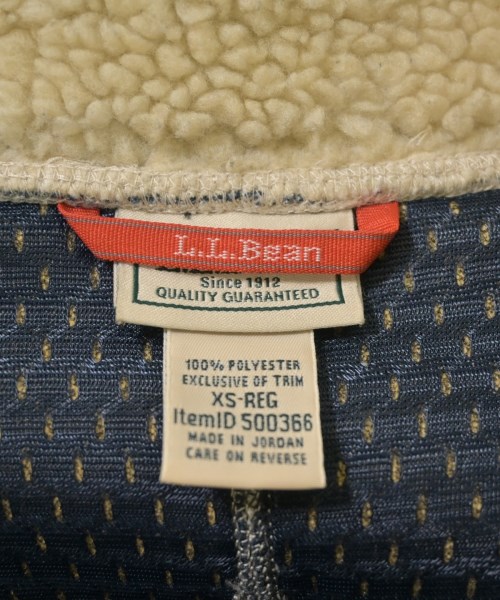 L.L.Bean
Since 1912
QUALITY GUARANTEED
100% POLYESTER
EXCLUSIVE OF TRIM
XS-REG
ItemID 500366
MADE IN JORDAN
CARE ON REVERSE